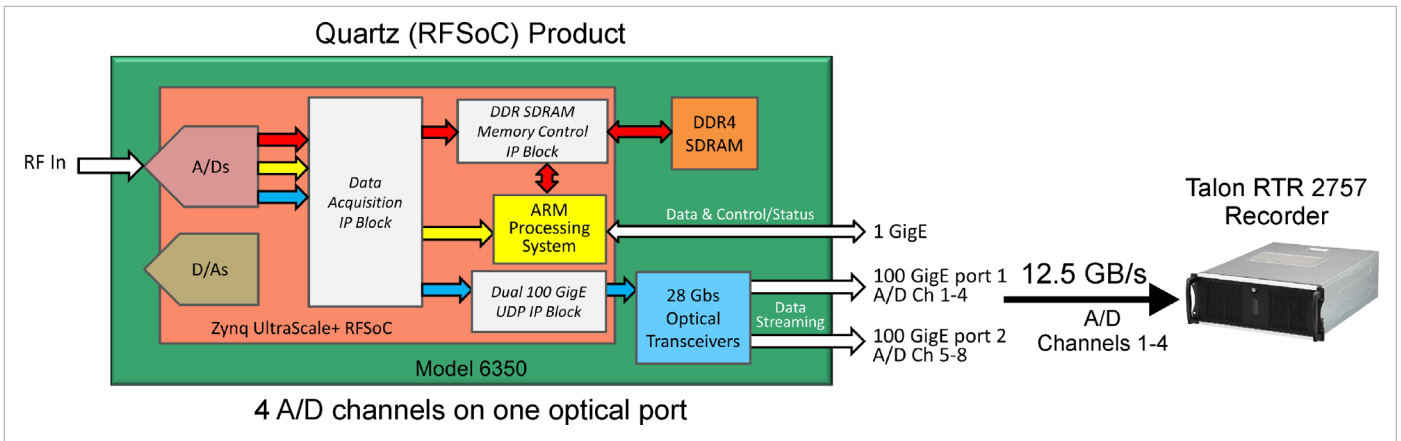 Quartz (RFSoC) Product
RF In
A/Ds
D/As
Data
Acquisition
IP Block
DDR SDRAM
Memory Control
IP Block
DDR4
SDRAM
ARM
Processing
System
Dual 100 GigE
UDP IP Block
28 Gbs
Optical
Transceivers
Zynq UltraScale+ RFSoC
Model 6350
Data & Control/Status
1 GigE
Data
Streaming
100 GigE port 1
A/D Ch 1-4
100 GigE port 2
A/D Ch 5-8
12.5 GB/s
A/D
Channels 1-4
Talon RTR 2757
Recorder
4 A/D channels on one optical port